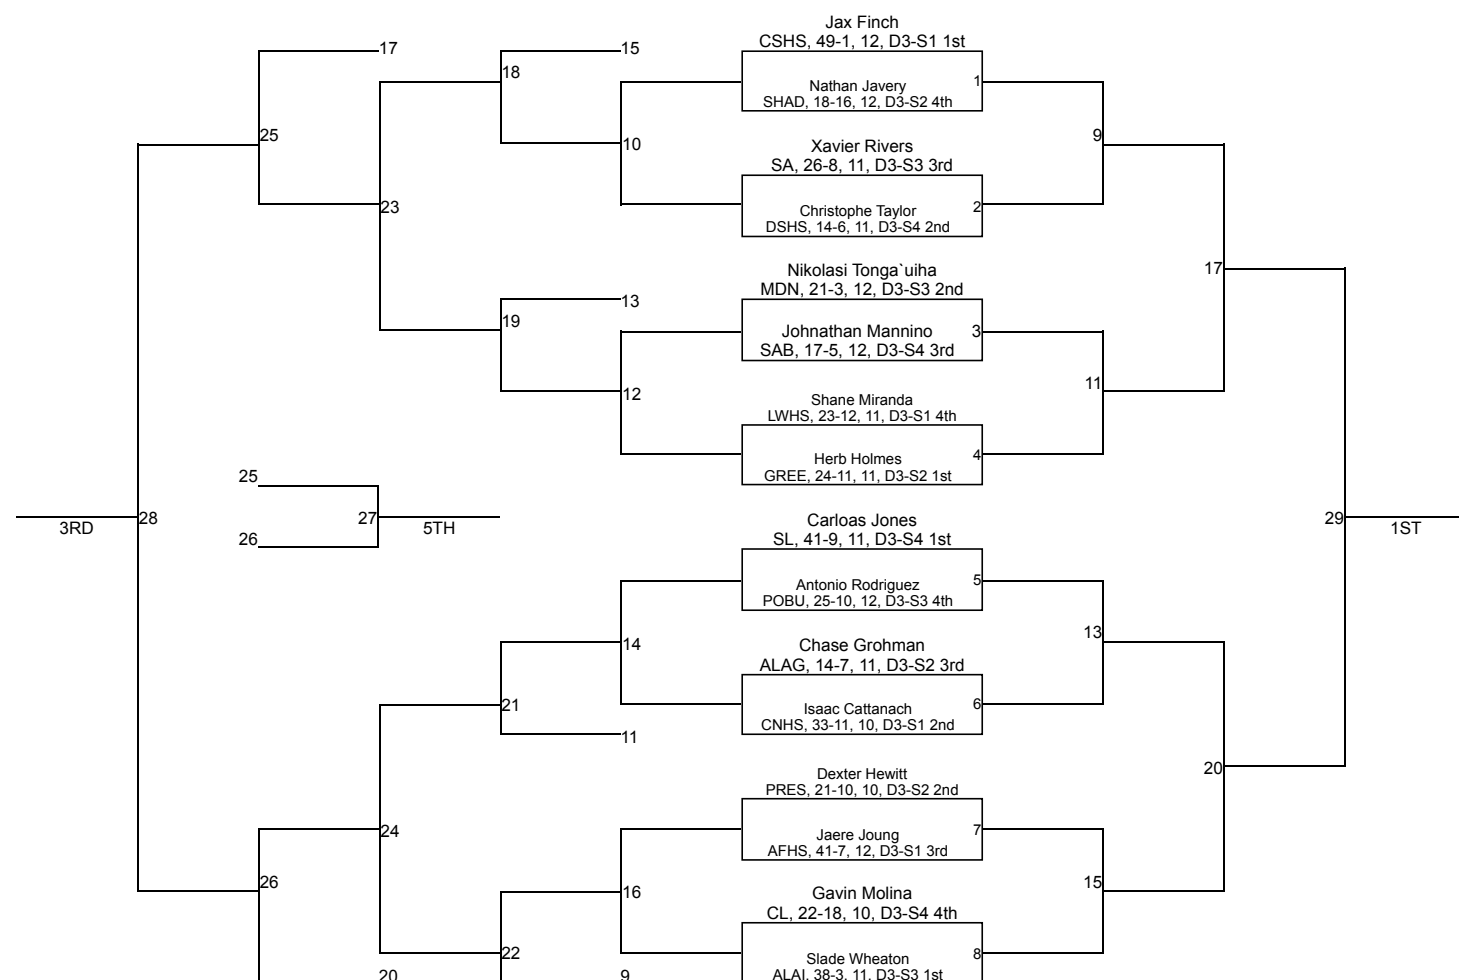 Jax Finch
CSHS, 49-1, 12, D3-S1 1st
17
15
18
Nathan Javery
1
SHAD, 18-16, 12, D3-S2 4th
25
9
10
Xavier Rivers
SA, 26-8, 11, D3-S3 3rd
23
Christophe Taylor
2
DSHS, 14-6, 11, D3-S4 2nd
17
Nikolasi Tonga`uiha
MDN, 21-3, 12, D3-S3 2nd
13
19
Johnathan Mannino
3
SAB, 17-5, 12, D3-S4 3rd
11
12
Shane Miranda
LWHS, 23-12, 11, D3-S1 4th
Herb Holmes
4
GREE, 24-11, 11, D3-S2 1st
25
28
3RD
27
5TH
26
29
1ST
Carloas Jones
SL, 41-9, 11, D3-S4 1st
Antonio Rodriguez
5
POBU, 25-10, 12, D3-S3 4th
13
14
Chase Grohman
ALAG, 14-7, 11, D3-S2 3rd
21
Isaac Cattanach
6
CNHS, 33-11, 10, D3-S1 2nd
11
20
Dexter Hewitt
PRES, 21-10, 10, D3-S2 2nd
24
Jaere Joung
7
AFHS, 41-7, 12, D3-S1 3rd
26
15
16
Gavin Molina
CL, 22-18, 10, D3-S4 4th
22
Slade Wheaton
8
20
9
ALAI, 38-3, 11, D3-S3 1st